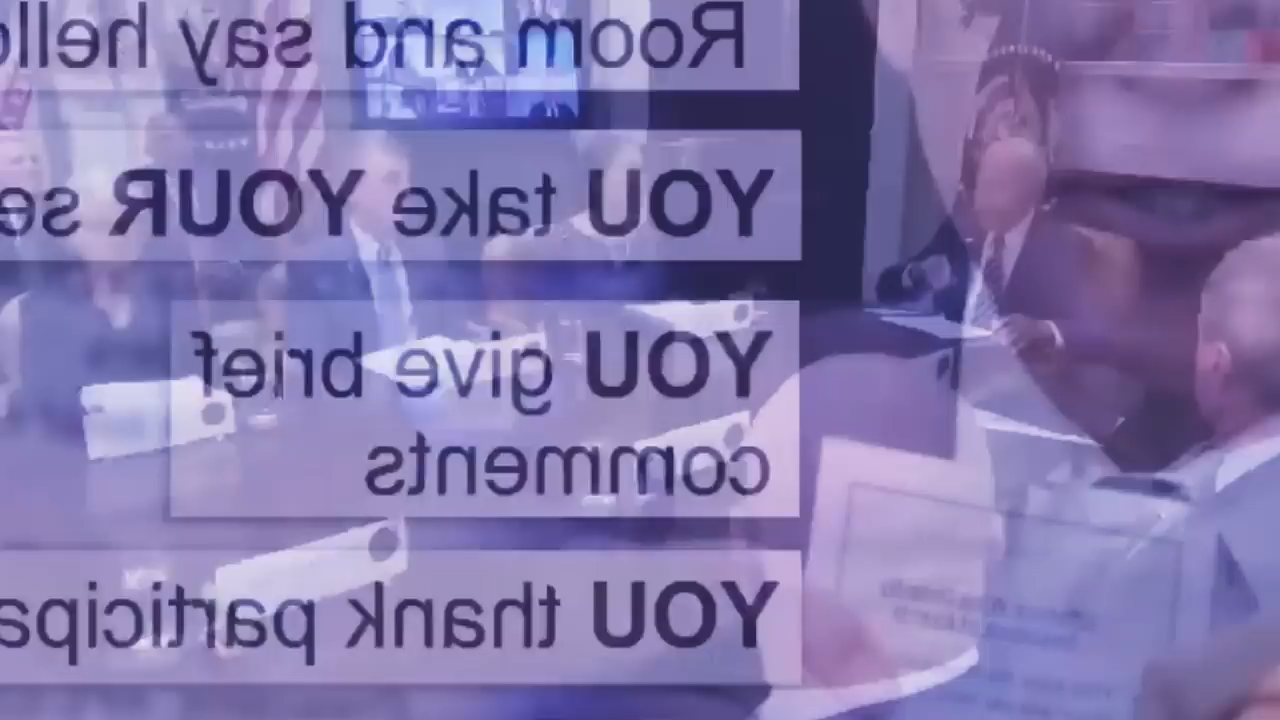 Room and say hello
YOU take YOUR se
YOU give brief
comments
YOU thank participa